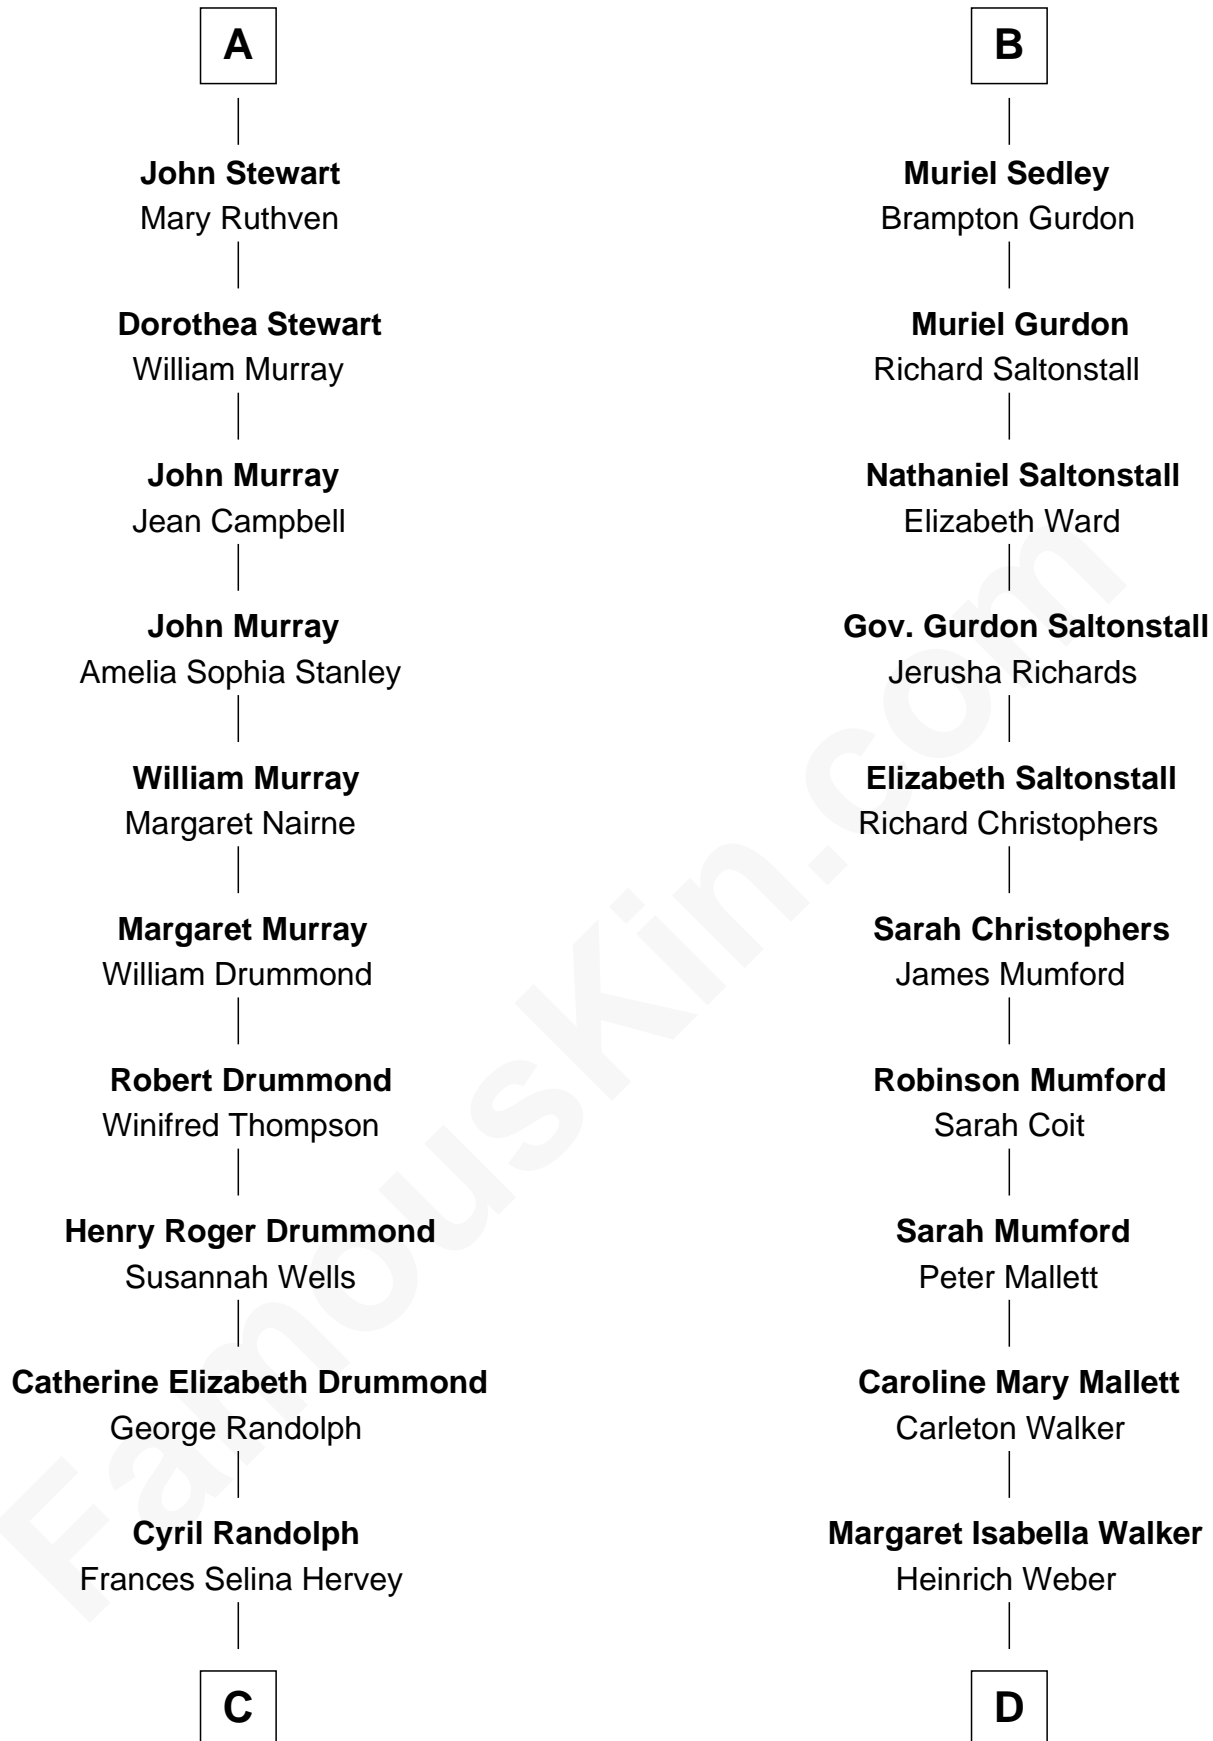 A
John Stewart
Mary Ruthven
Dorothea Stewart
William Murray
John Murray
Jean Campbell
John Murray
Amelia Sophia Stanley
William Murray
Margaret Nairne
Margaret Murray
William Drummond
Robert Drummond
Winifred Thompson
Henry Roger Drummond
Susannah Wells
Catherine Elizabeth Drummond
George Randolph
Cyril Randolph
Frances Selina Hervey
C
B
Muriel Sedley
Brampton Gurdon
Muriel Gurdon
Richard Saltonstall
Nathaniel Saltonstall
Elizabeth Ward
Gov. Gurdon Saltonstall
Jerusha Richards
Elizabeth Saltonstall
Richard Christophers
Sarah Christophers
James Mumford
Robinson Mumford
Sarah Coit
Sarah Mumford
Peter Mallett
Caroline Mary Mallett
Carleton Walker
Margaret Isabella Walker
Heinrich Weber
D
FamousKin.com